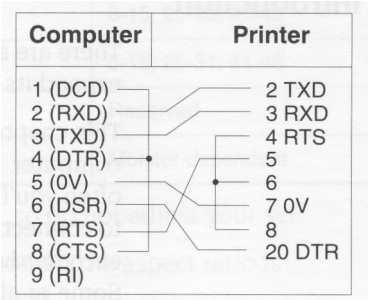 Computer Printer
1 (DCD) 2 TXD
2 (RXD) 3 RXD
3 (TXD) 4 RTS
4 (DTR) 5
5 (0V) 6
6 (DSR) 7 0V
7 (RTS) 8
8 (CTS) 20 DTR
9 (RI)